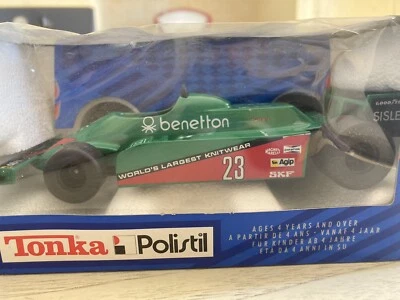 benetton
GOODYEAR
SISLE
WORLD'S LARGEST KNITWEAR
23
Agip
SKF
Tonka Polistil
AGES 4 YEARS AND OVER
A PARTIR DE 4 ANS - VANAF 4 JAAR
FÜR KINDER AB 4 JAHRE
ETÀ DA 4 ANNI IN SU